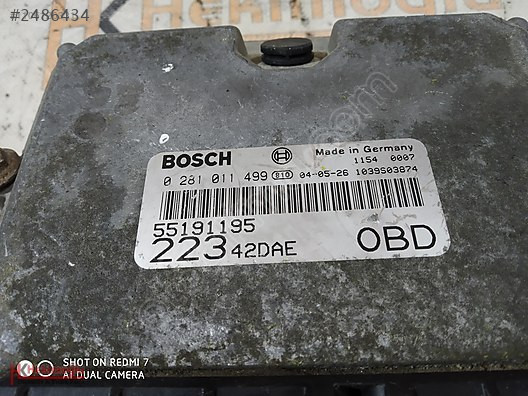 #2486434
BOSCH
Made in Germany
1154 0007
0 281 011 499 810 04-05-26 1039S03874
55191195
223 42DAE OBD
SHOT ON REDMI 7
AI DUAL CAMERA